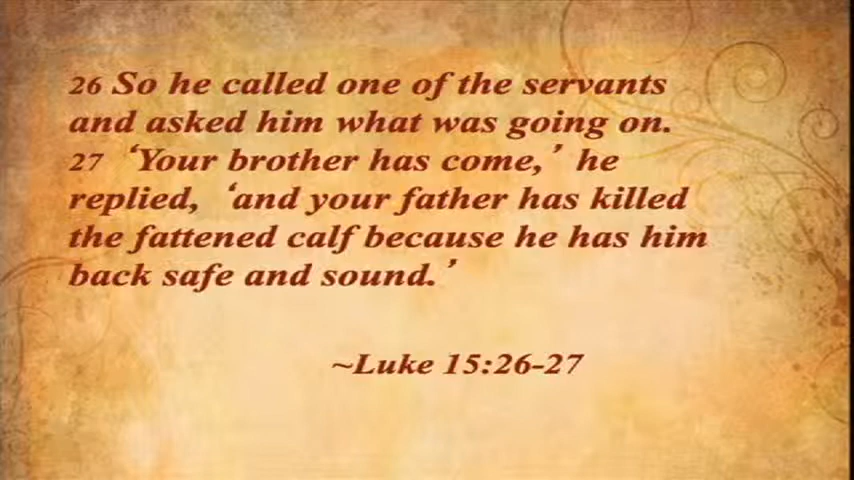 26 So he called one of the servants
and asked him what was going on.
27 ‘Your brother has come,’ he
replied, ‘and your father has killed
the fattened calf because he has him
back safe and sound.’
~Luke 15:26-27